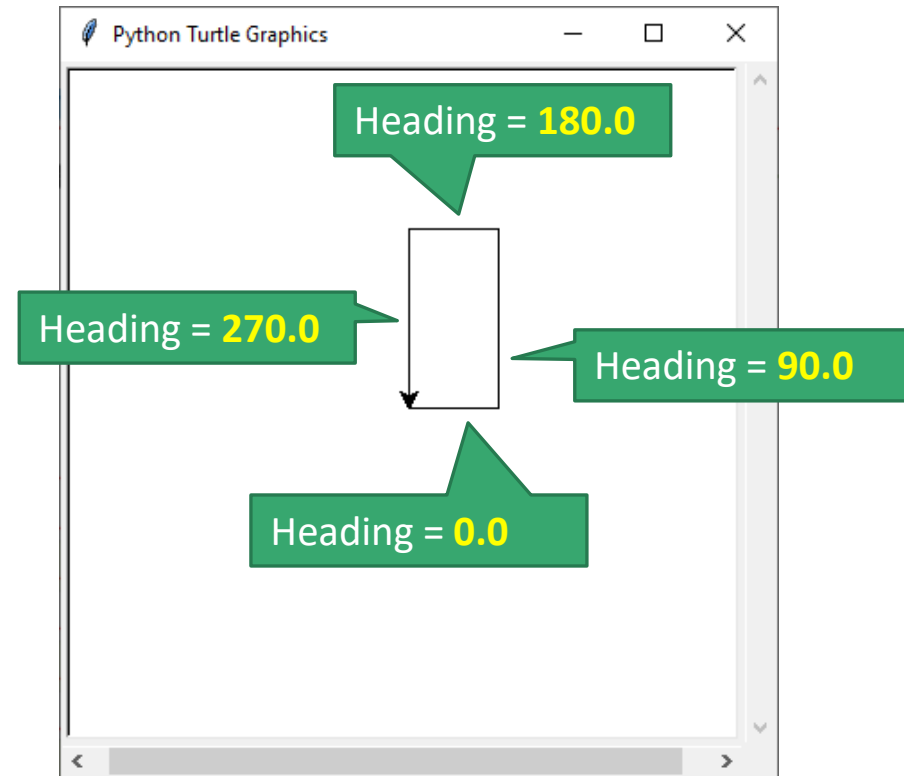 Python Turtle Graphics
Heading = 180.0
Heading = 270.0
Heading = 90.0
Heading = 0.0